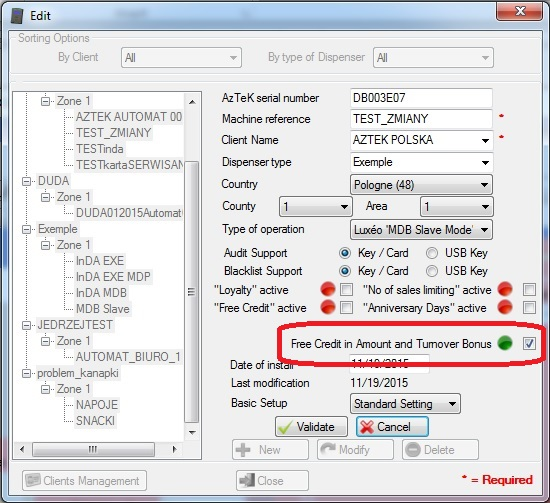 Edit
Sorting Options
By Client All By type of Dispenser All
Zone 1
AZTEK AUTOMAT 00
TEST_ZMIANY
TESTinda
TESTkartaSERWISAN
DUDA
Zone 1
DUDA012015Automat
Exemple
Zone 1
InDA EXE
InDA EXE MDP
InDA MDB
MDB Slave
JEDRZEJTEST
Zone 1
AUTOMAT_BIURO_1
problem_kanapki
Zone 1
NAPOJE
SNACKI
AzTeK serial number DB003E07
Machine reference TEST_ZMIANY *
Client Name AZTEK POLSKA *
Dispenser type Exemple
Country Pologne (48)
County 1 Area 1
Type of operation Luxéo 'MDB Slave Mode'
Audit Support Key / Card USB Key
Blacklist Support Key / Card USB Key
"Loyalty" active "No of sales limiting" active
"Free Credit" active "Anniversary Days" active
Free Credit in Amount and Turnover Bonus
Date of install 11/10/2015
Last modification 11/19/2015
Basic Setup Standard Setting
Validate Cancel
New Modify Delete
Clients Management Close * = Required